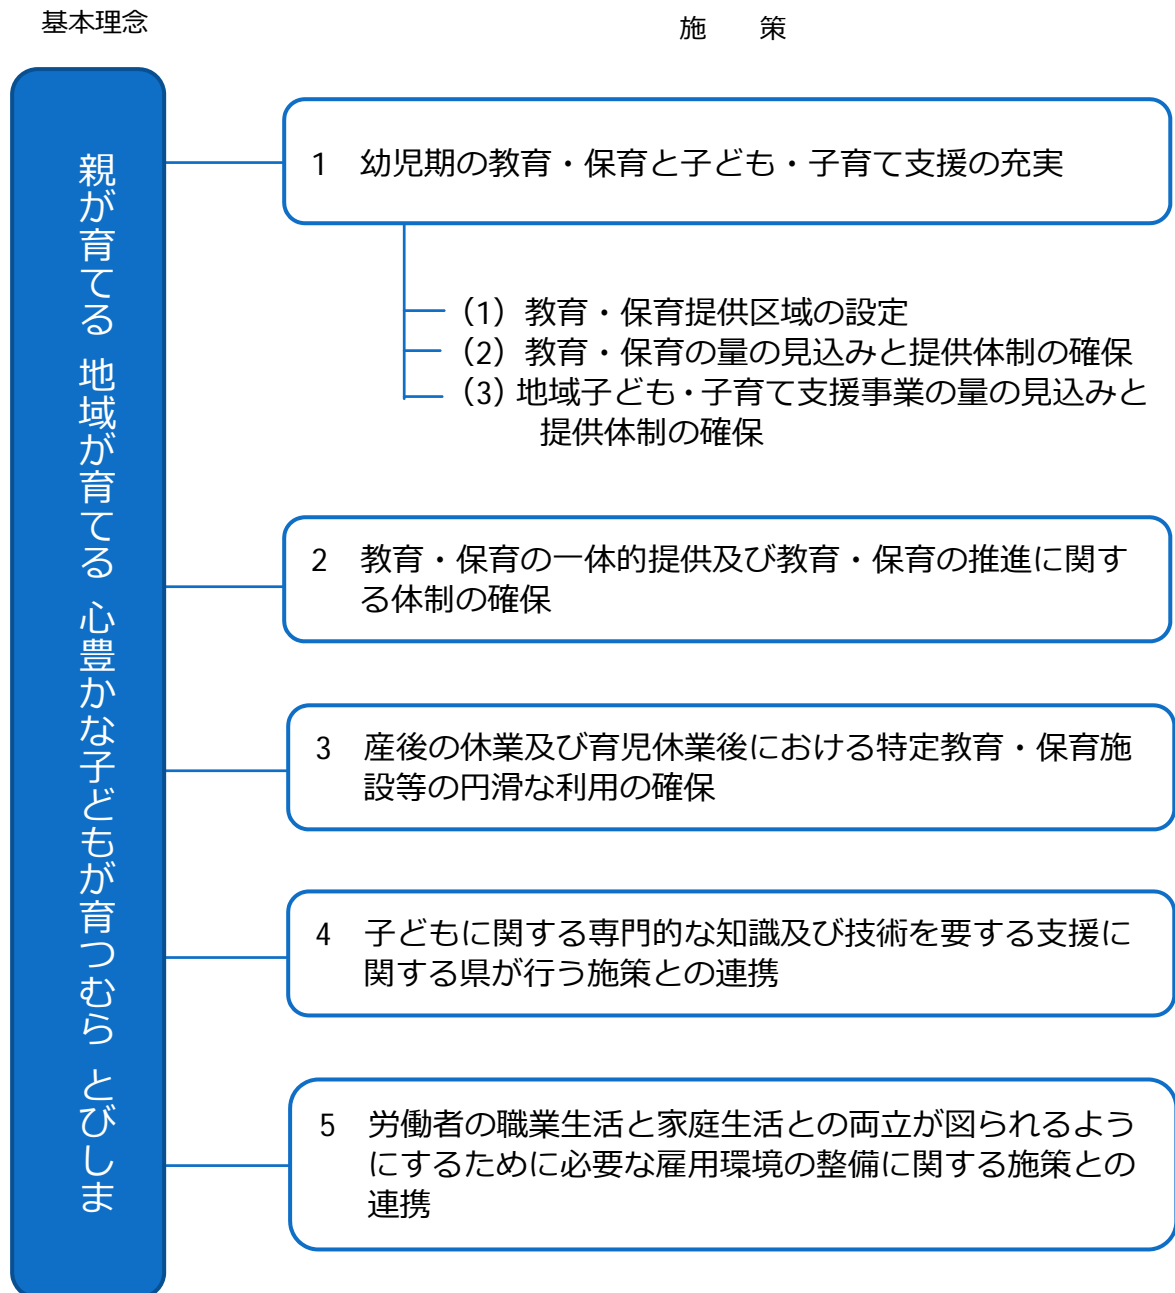 基本理念
施　策
親が育てる 地域が育てる 心豊かな子どもが育つむら とびしま
1　幼児期の教育・保育と子ども・子育て支援の充実
（1）教育・保育提供区域の設定
（2）教育・保育の量の見込みと提供体制の確保
（3）地域子ども・子育て支援事業の量の見込みと
提供体制の確保
2　教育・保育の一体的提供及び教育・保育の推進に関す
る体制の確保
3　産後の休業及び育児休業後における特定教育・保育施
設等の円滑な利用の確保
4　子どもに関する専門的な知識及び技術を要する支援に
関する県が行う施策との連携
5　労働者の職業生活と家庭生活との両立が図られるよう
にするために必要な雇用環境の整備に関する施策との
連携